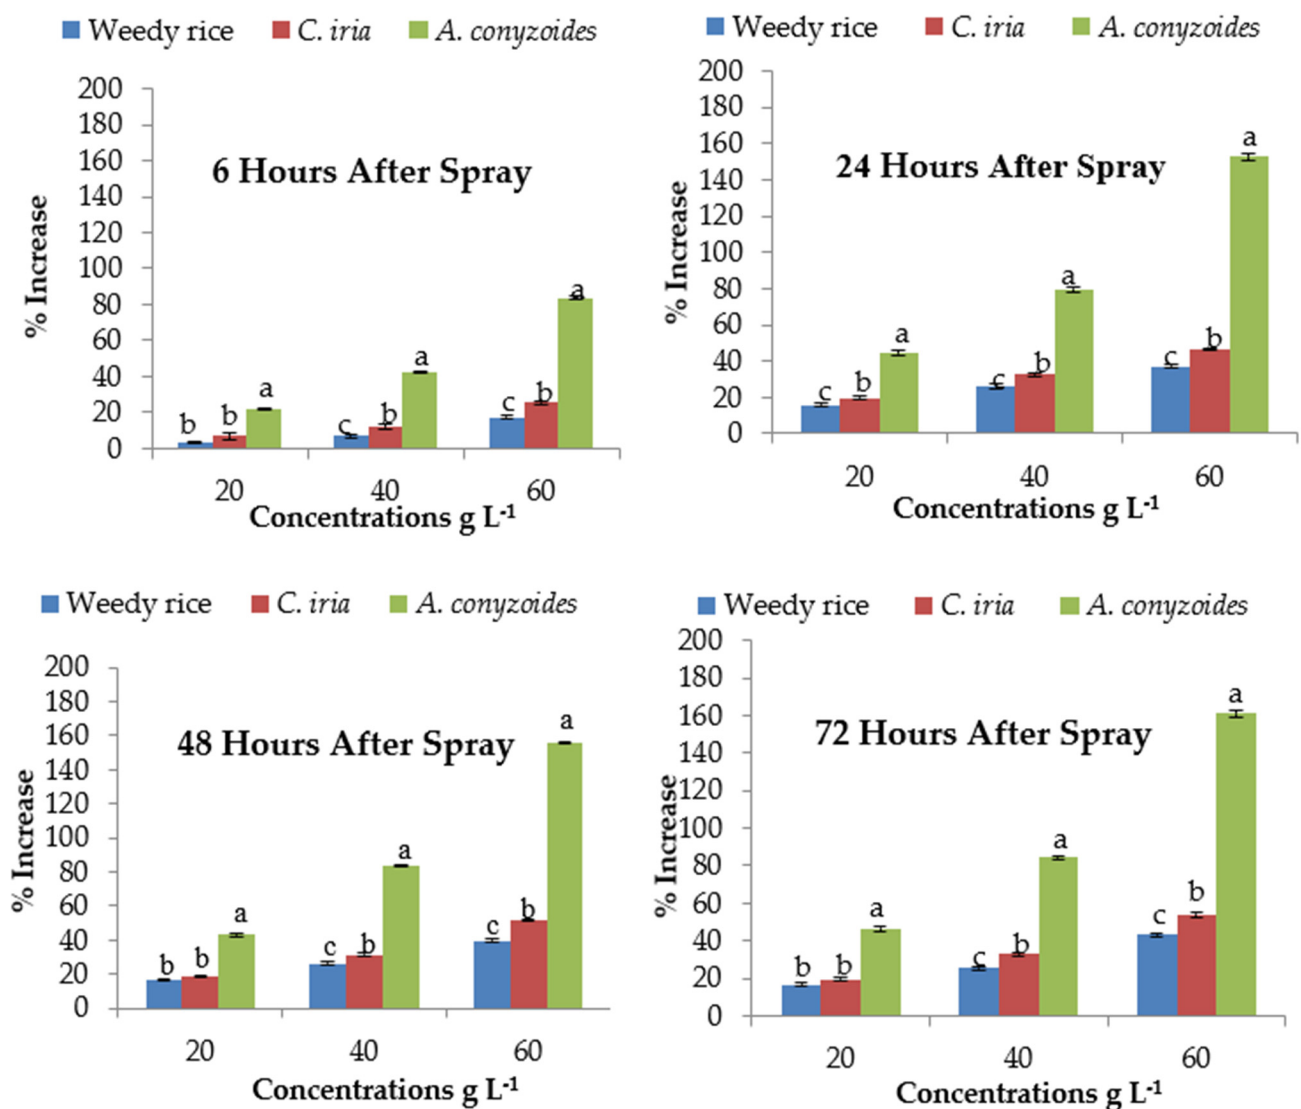 Weedy rice C. iria A. conyzoides
% Increase
200
180
160
140
120
100
80
60
40
20
0
6 Hours After Spray
b b a
c b a
c b a
20 40 60
Concentrations g L-1
Weedy rice C. iria A. conyzoides
% Increase
200
180
160
140
120
100
80
60
40
20
0
24 Hours After Spray
c b a
c b a
c b a
20 40 60
Concentrations g L-1
Weedy rice C. iria A. conyzoides
% Increase
200
180
160
140
120
100
80
60
40
20
0
48 Hours After Spray
b b a
c b a
c b a
20 40 60
Concentrations g L-1
Weedy rice C. iria A. conyzoides
% Increase
200
180
160
140
120
100
80
60
40
20
0
72 Hours After Spray
b b a
c b a
c b a
20 40 60
Concentrations g L-1